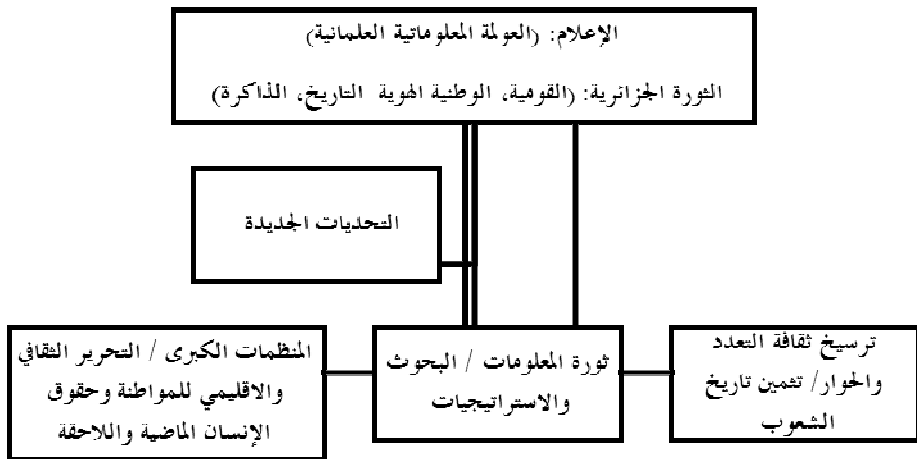 الإعلام: (العولمة المعلوماتية العلمانية)
الثورة الجزائرية: (القومية، الوطنية الهوية التاريخ، الذاكرة)
التحديات الجديدة
ترسيخ ثقافة التعدد
والحوار/ تثمين تاريخ
الشعوب
ثورة المعلومات / البحوث
والاستراتيجيات
المنظمات الكبرى / التحرير الثقافي
والاقليمي للمواطنة وحقوق
الإنسان الماضية واللاحقة